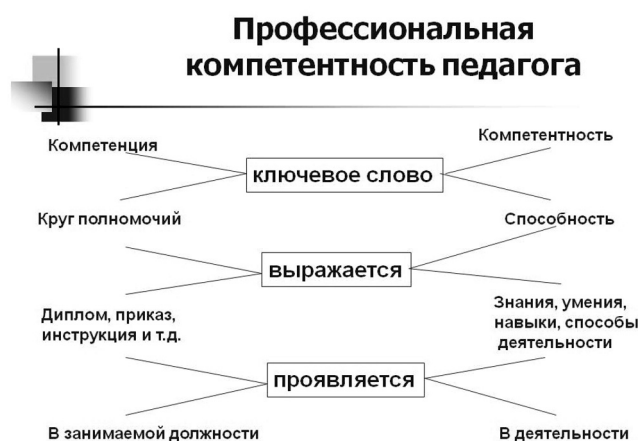 Профессиональная
компетентность педагога
Компетенция
Компетентность
ключевое слово
Круг полномочий
Способность
выражается
Диплом, приказ,
инструкция и т.д.
Знания, умения,
навыки, способы
деятельности
проявляется
В занимаемой должности
В деятельности